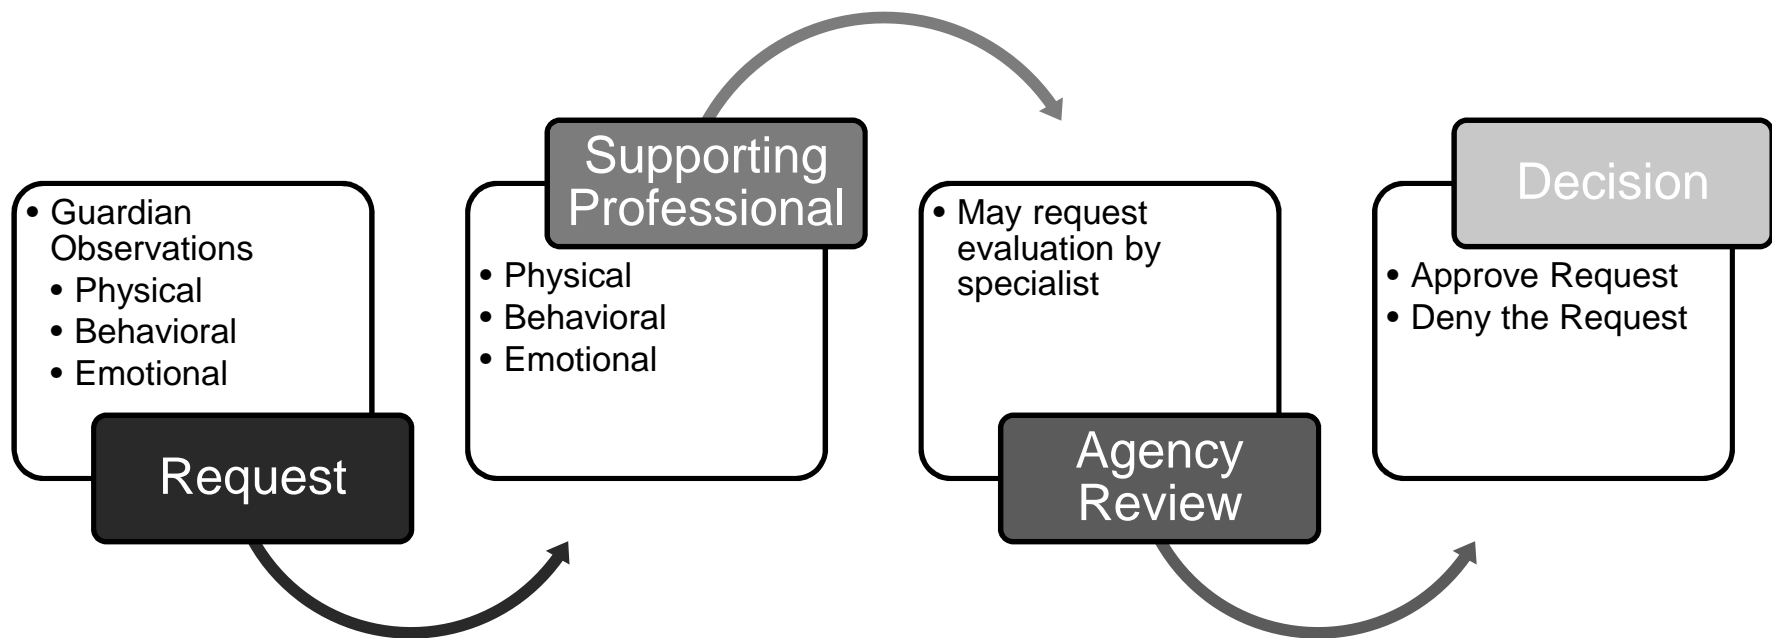 • Guardian
Observations
• Physical
• Behavioral
• Emotional
Request
Supporting
Professional
• Physical
• Behavioral
• Emotional
• May request
evaluation by
specialist
Agency
Review
Decision
• Approve Request
• Deny the Request